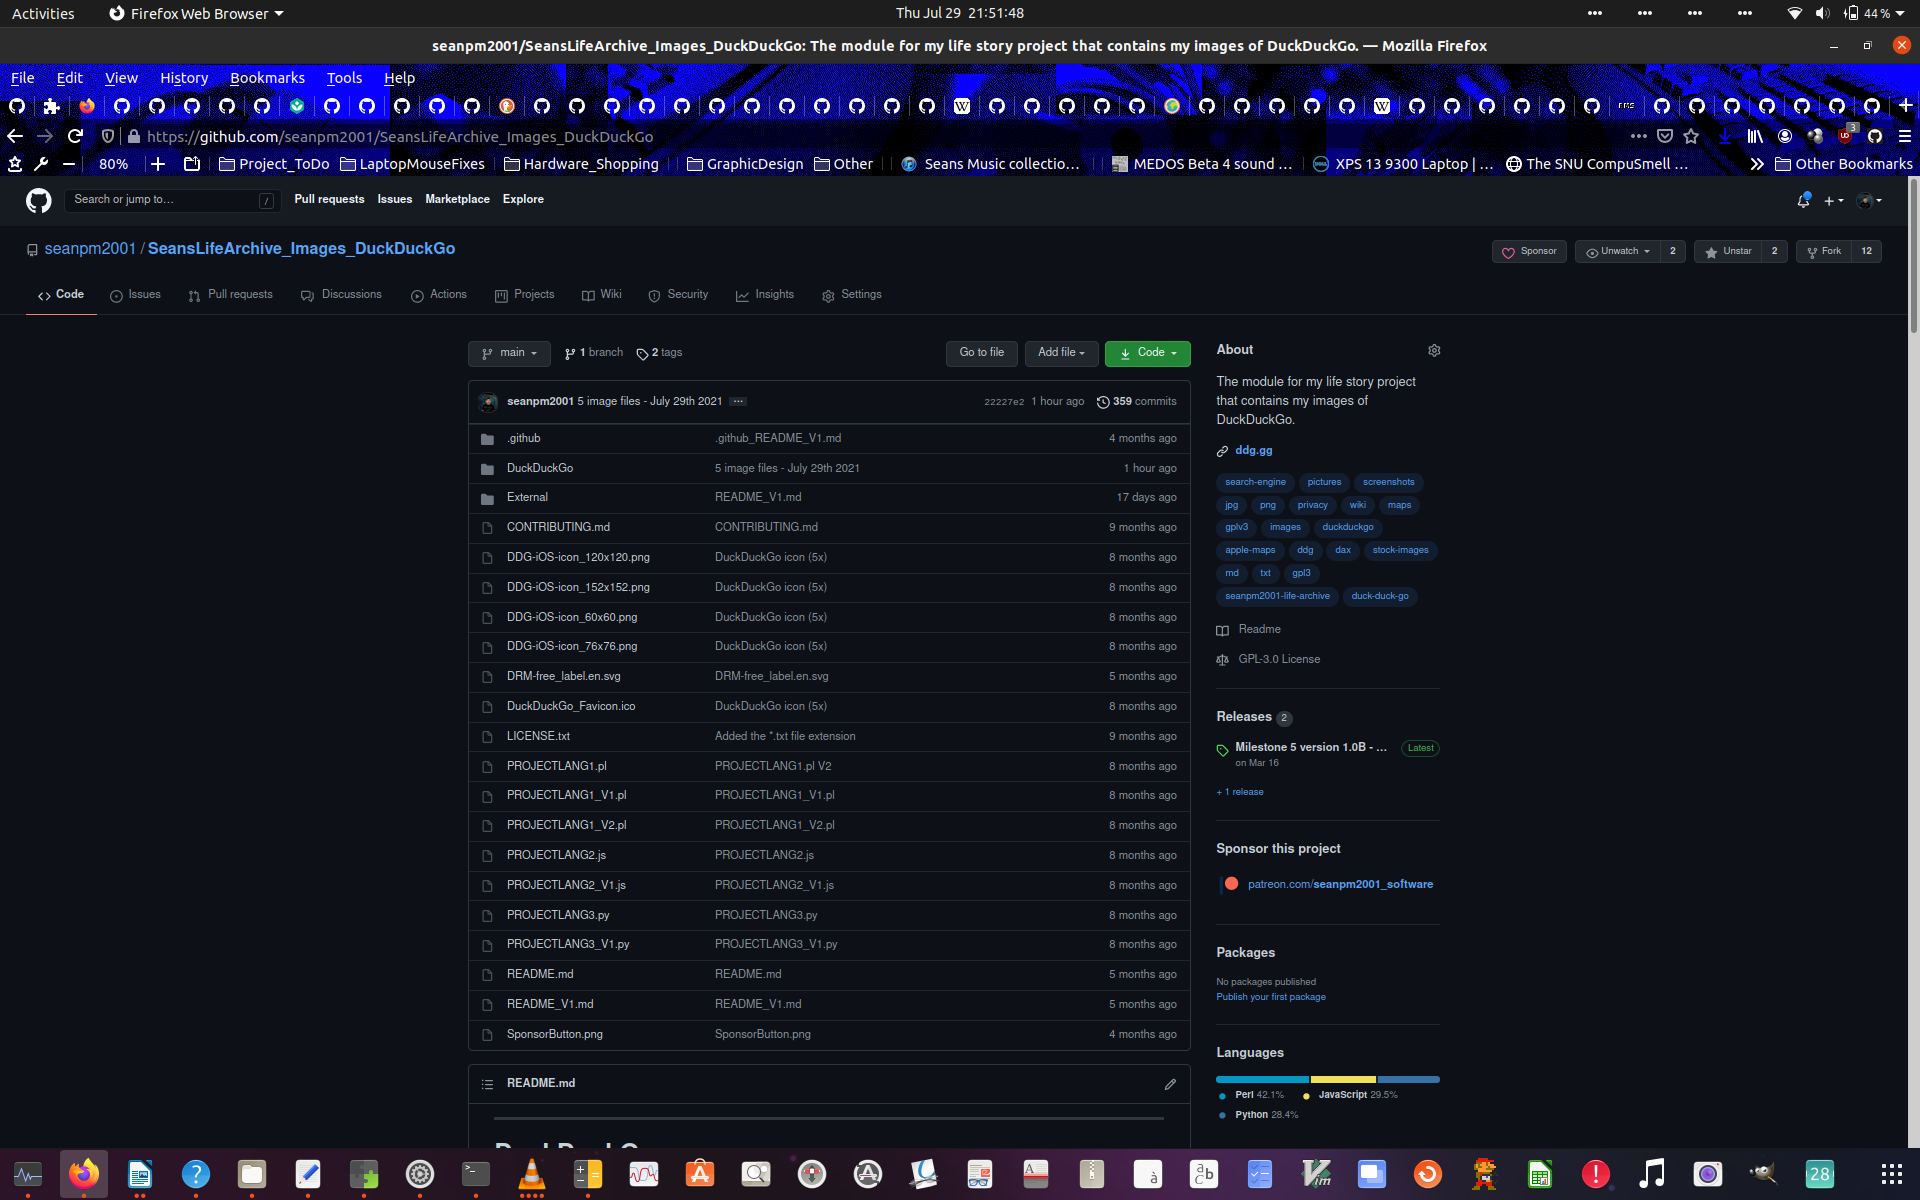 Activities Firefox Web Browser Thu Jul 29 21:51:48 44 %
seanpm2001/SeansLifeArchive_Images_DuckDuckGo: The module for my life story project that contains my images of DuckDuckGo. — Mozilla Firefox
File Edit View History Bookmarks Tools Help
https://github.com/seanpm2001/SeansLifeArchive_Images_DuckDuckGo 3
80% Project_ToDo LaptopMouseFixes Hardware_Shopping GraphicDesign Other Seans Music collectio… MEDOS Beta 4 sound … XPS 13 9300 Laptop | … The SNU CompuSmell … Other Bookmarks
Search or jump to… / Pull requests Issues Marketplace Explore
seanpm2001 / SeansLifeArchive_Images_DuckDuckGo Sponsor Unwatch 2 Unstar 2 Fork 12
Code Issues Pull requests Discussions Actions Projects Wiki Security Insights Settings
main 1 branch 2 tags Go to file Add file Code
seanpm2001 5 image files - July 29th 2021 22227e2 1 hour ago 359 commits
.github .github_README_V1.md 4 months ago
DuckDuckGo 5 image files - July 29th 2021 1 hour ago
External README_V1.md 17 days ago
CONTRIBUTING.md CONTRIBUTING.md 9 months ago
DDG-iOS-icon_120x120.png DuckDuckGo icon (5x) 8 months ago
DDG-iOS-icon_152x152.png DuckDuckGo icon (5x) 8 months ago
DDG-iOS-icon_60x60.png DuckDuckGo icon (5x) 8 months ago
DDG-iOS-icon_76x76.png DuckDuckGo icon (5x) 8 months ago
DRM-free_label.en.svg DRM-free_label.en.svg 5 months ago
DuckDuckGo_Favicon.ico DuckDuckGo icon (5x) 8 months ago
LICENSE.txt Added the *.txt file extension 9 months ago
PROJECTLANG1.pl PROJECTLANG1.pl V2 8 months ago
PROJECTLANG1_V1.pl PROJECTLANG1_V1.pl 8 months ago
PROJECTLANG1_V2.pl PROJECTLANG1_V2.pl 8 months ago
PROJECTLANG2.js PROJECTLANG2.js 8 months ago
PROJECTLANG2_V1.js PROJECTLANG2_V1.js 8 months ago
PROJECTLANG3.py PROJECTLANG3.py 8 months ago
PROJECTLANG3_V1.py PROJECTLANG3_V1.py 8 months ago
README.md README.md 5 months ago
README_V1.md README_V1.md 5 months ago
SponsorButton.png SponsorButton.png 4 months ago
README.md
About
The module for my life story project
that contains my images of
DuckDuckGo.
ddg.gg
search-engine pictures screenshots
jpg png privacy wiki maps
gplv3 images duckduckgo
apple-maps ddg dax stock-images
md txt gpl3
seanpm2001-life-archive duck-duck-go
Readme
GPL-3.0 License
Releases 2
Milestone 5 version 1.0B - … Latest
on Mar 16
+ 1 release
Sponsor this project
patreon.com/seanpm2001_software
Packages
No packages published
Publish your first package
Languages
Perl 42.1% JavaScript 29.5%
Python 28.4%
28